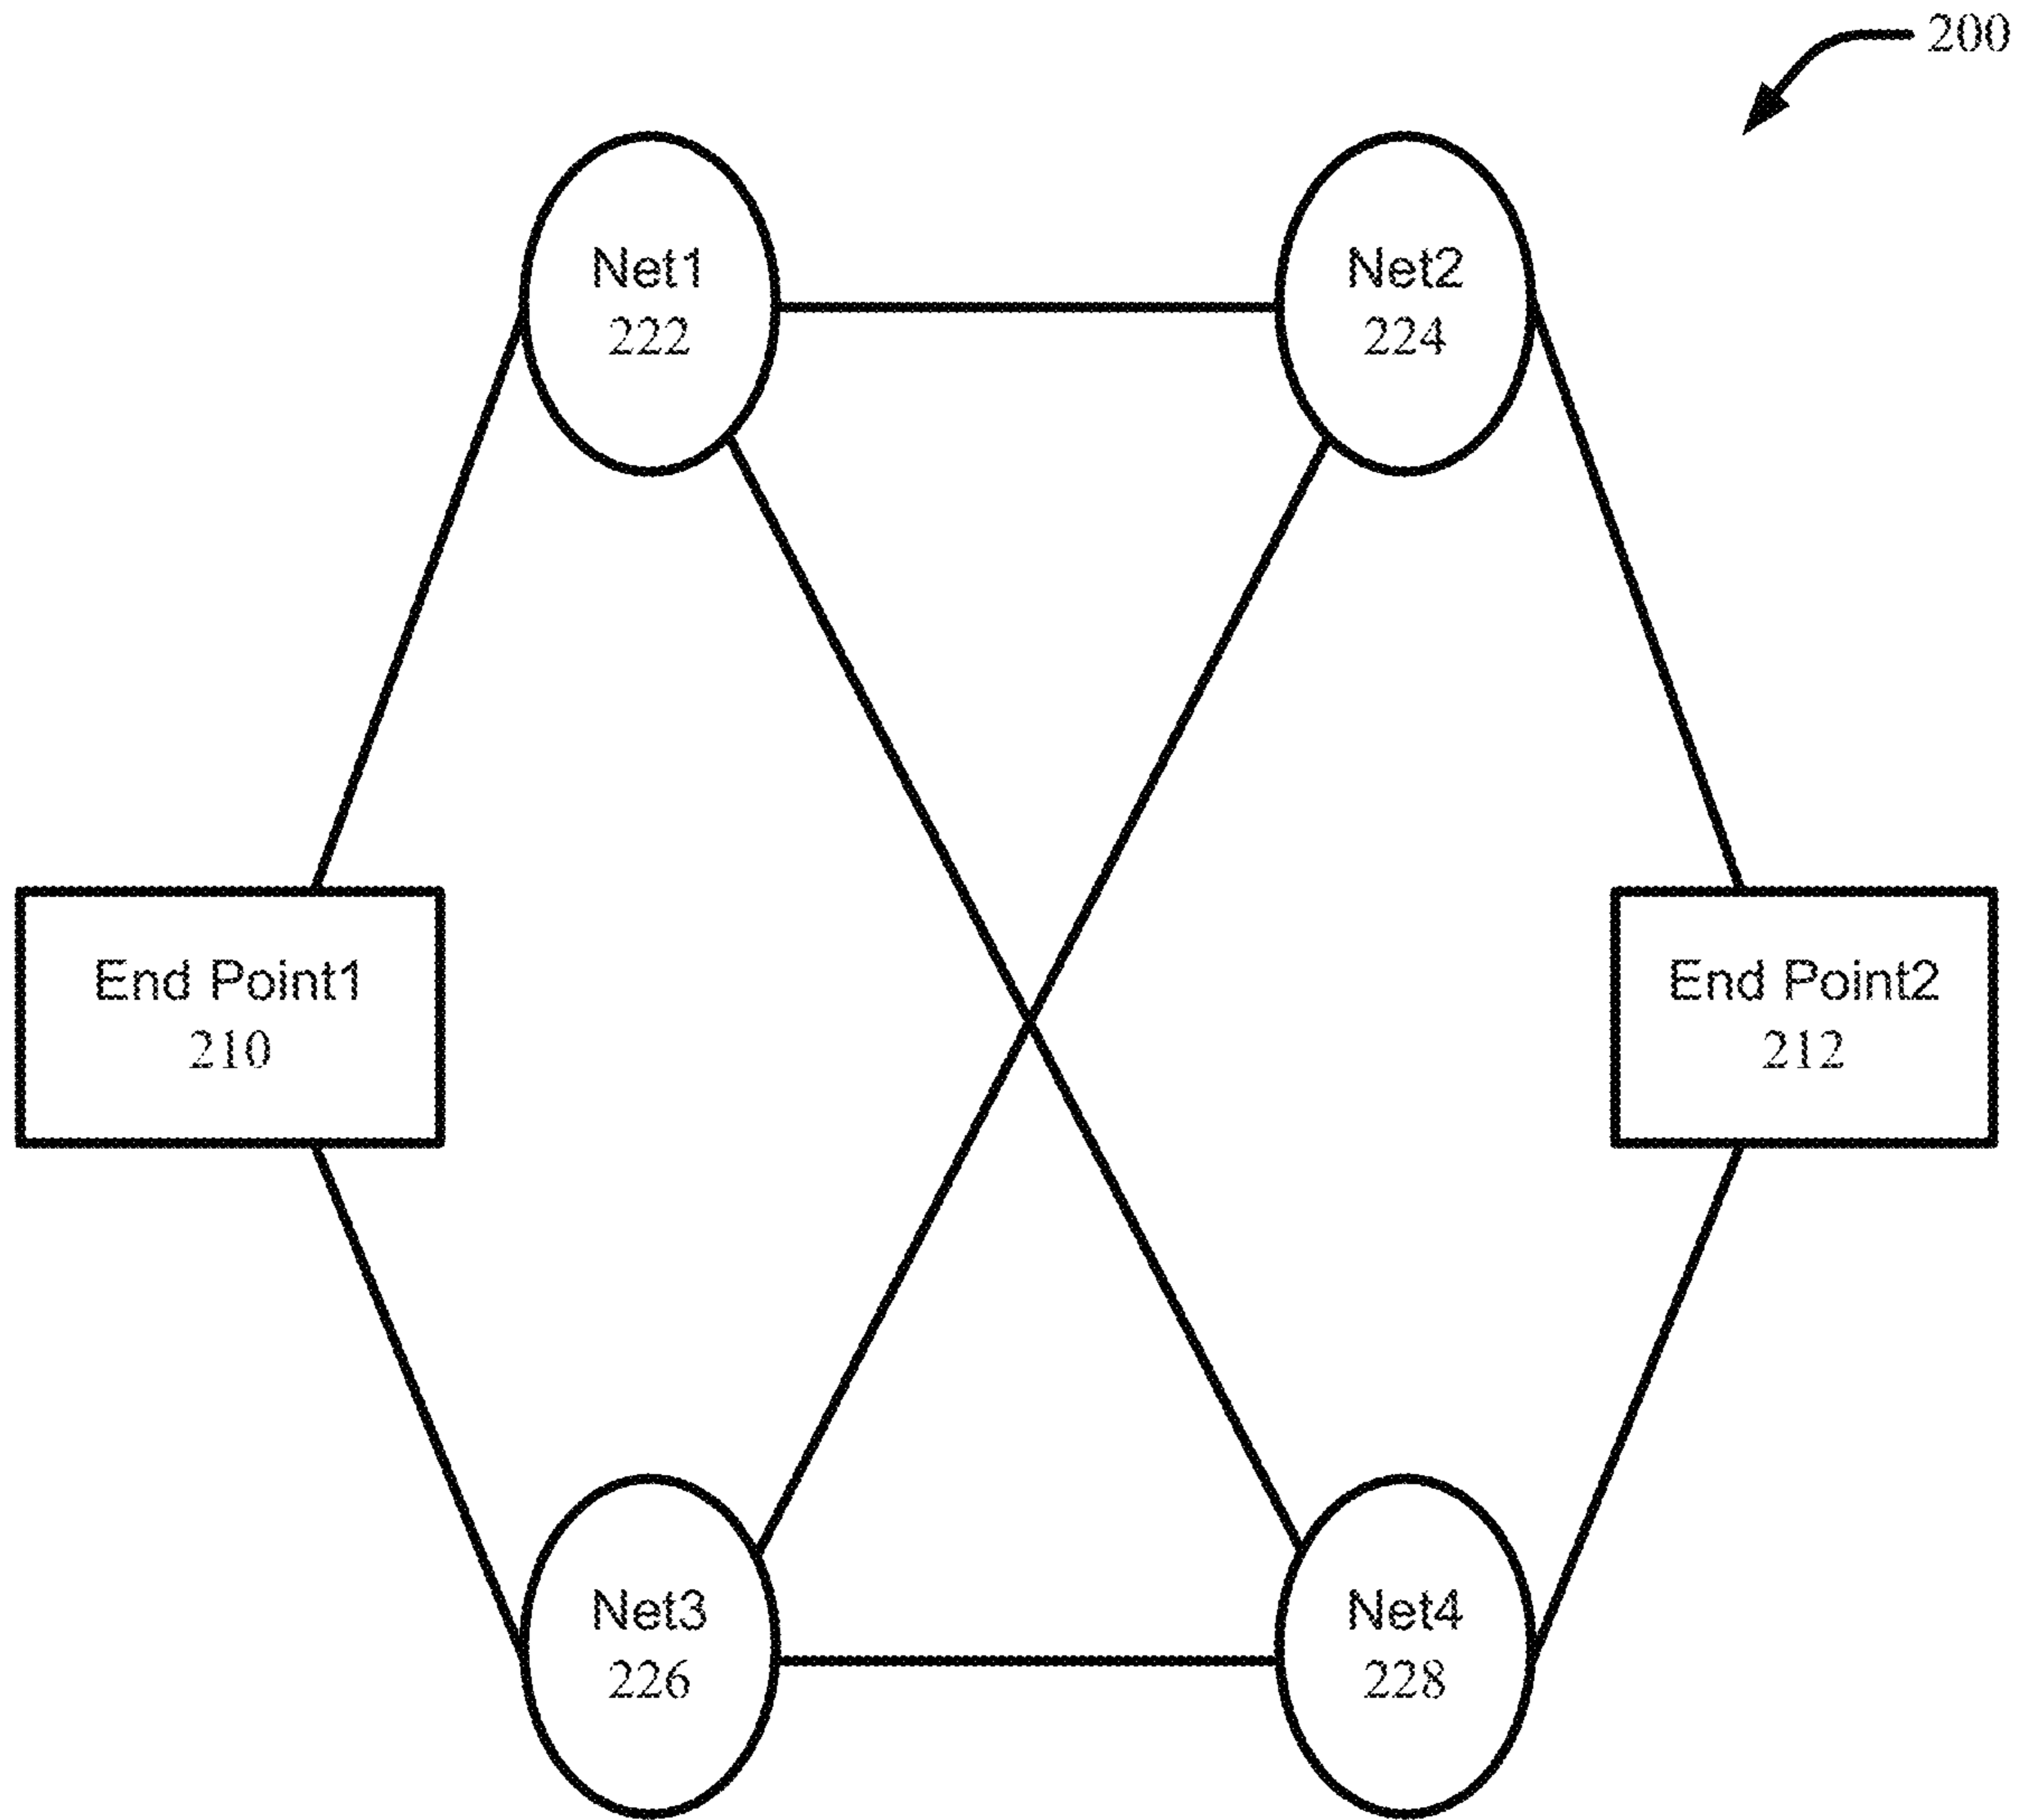 200
Net1
222
Net2
224
End Point1
210
End Point2
212
Net3
226
Net4
228